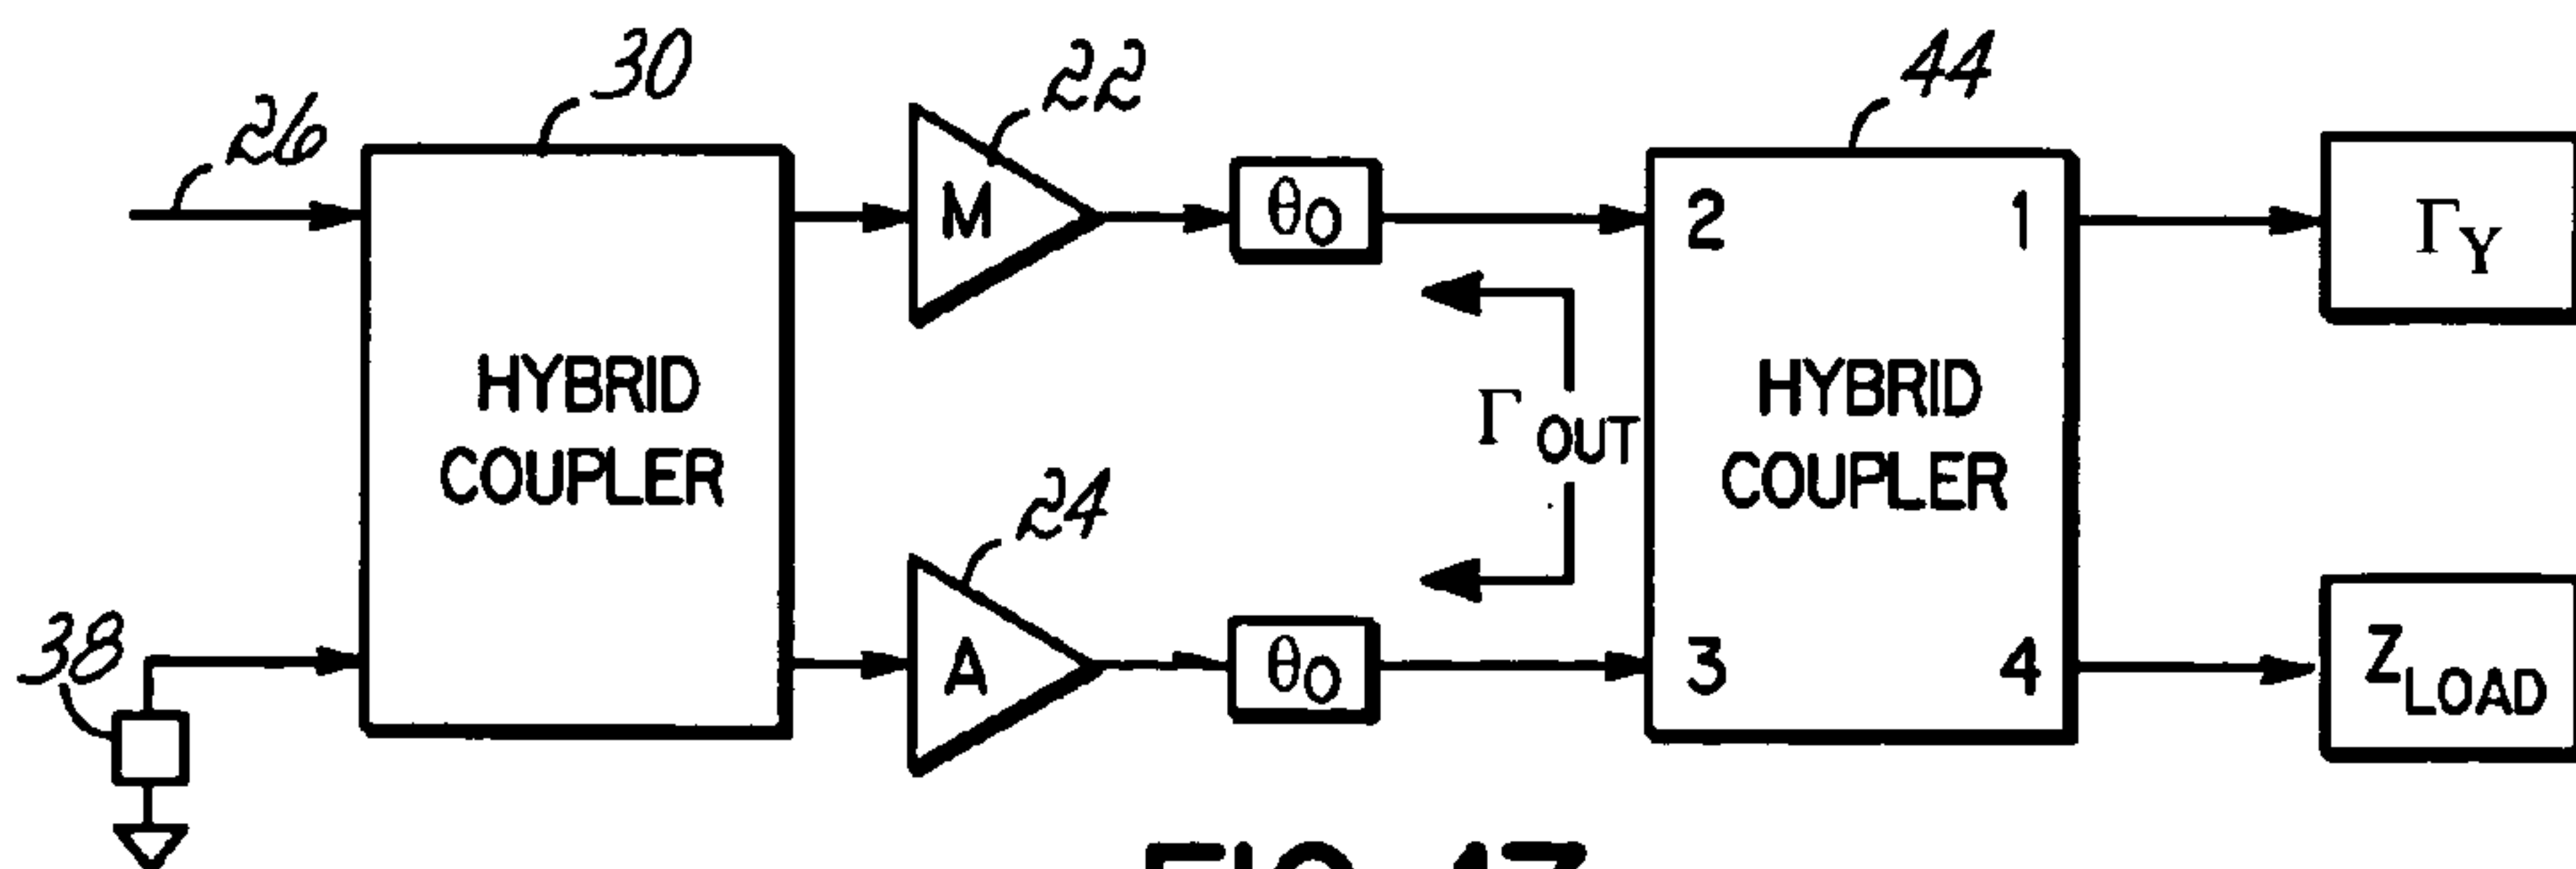 26
30
22
44
HYBRID
COUPLER
M
θO
2
1
ΓY
ΓOUT
HYBRID
COUPLER
38
24
A
θO
3
4
ZLOAD